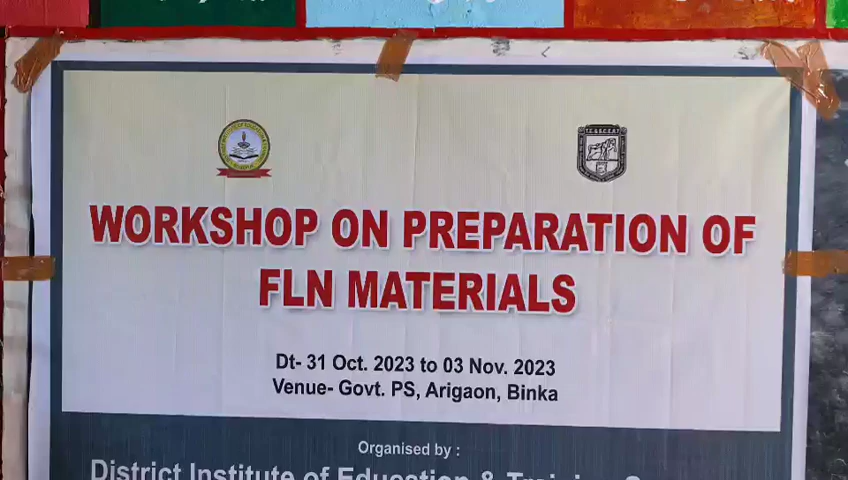 WORKSHOP ON PREPARATION OF
FLN MATERIALS
Dt- 31 Oct. 2023 to 03 Nov. 2023
Venue- Govt. PS, Arigaon, Binka
Organised by :
District Institute of Education & Training